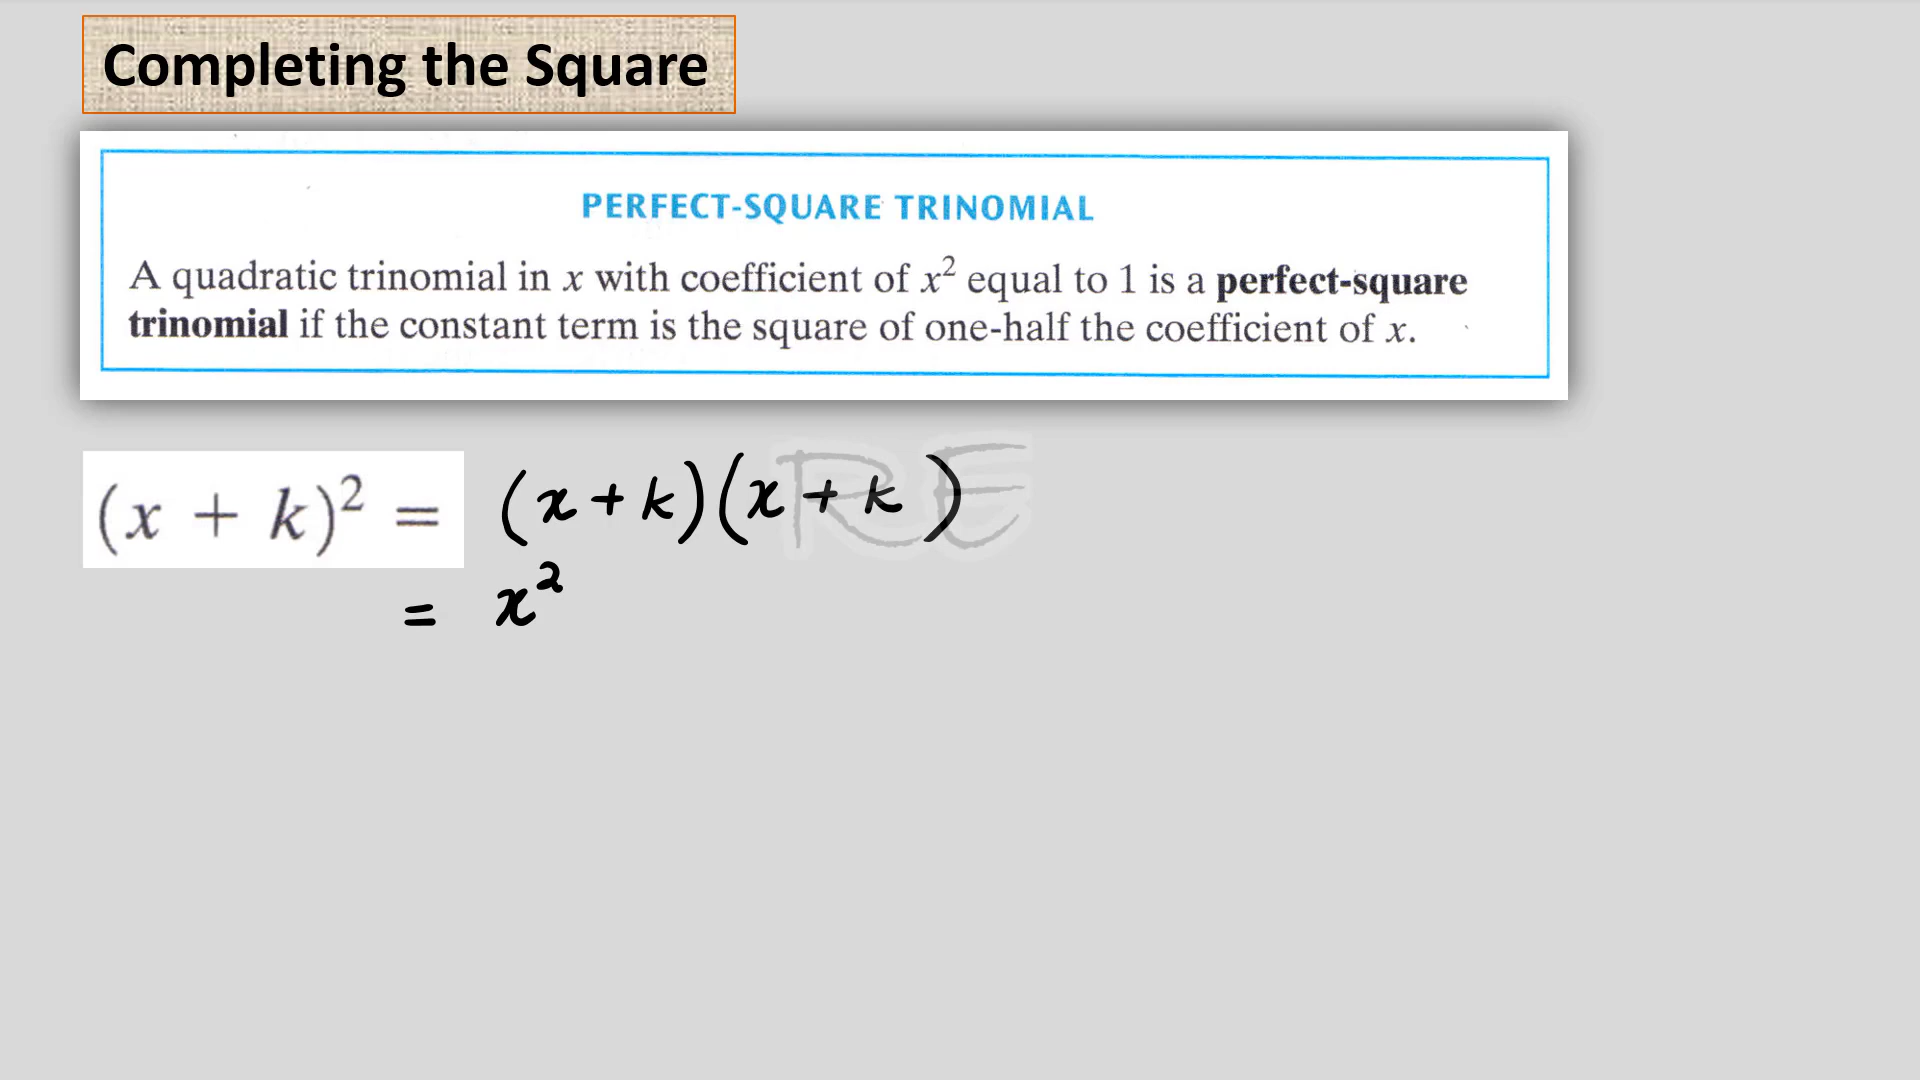 Completing the Square
PERFECT-SQUARE TRINOMIAL
A quadratic trinomial in x with coefficient of x² equal to 1 is a perfect-square
trinomial if the constant term is the square of one-half the coefficient of x.
(x + k)² = (x + k)(x + k)
= x²
RE